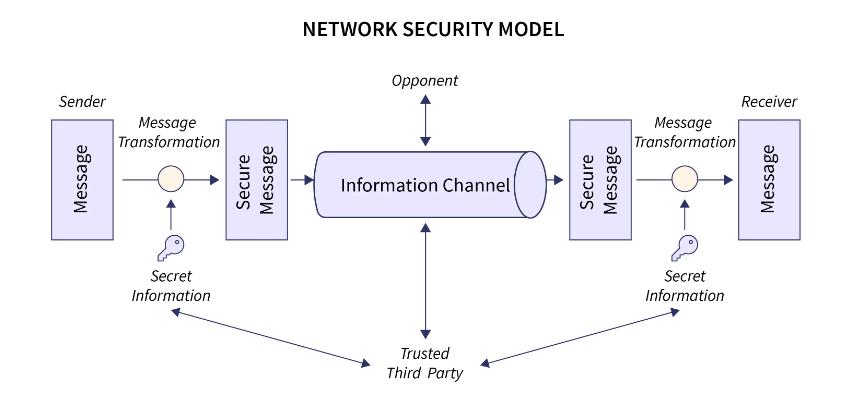 NETWORK SECURITY MODEL
Opponent
Sender
Receiver
Message
Transformation
Message
Transformation
Message
Secure
Message
Information Channel
Secure
Message
Message
Secret
Information
Secret
Information
Trusted
Third Party